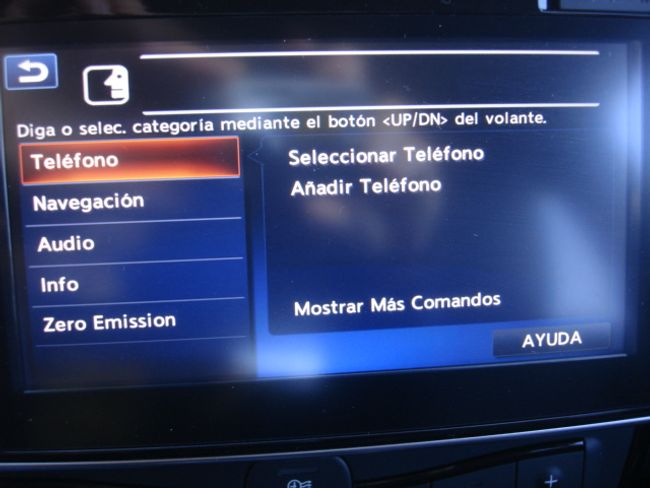 Diga o selec. categoría mediante el botón <UP/DN> del volante.
Teléfono
Navegación
Audio
Info
Zero Emission
Seleccionar Teléfono
Añadir Teléfono
Mostrar Más Comandos
AYUDA